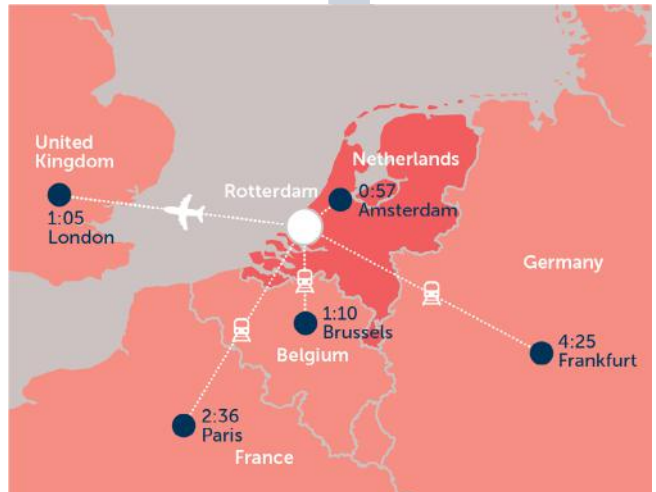 United
Kingdom
1:05
London
Rotterdam
Netherlands
0:57
Amsterdam
Germany
1:10
Brussels
Belgium
4:25
Frankfurt
2:36
Paris
France